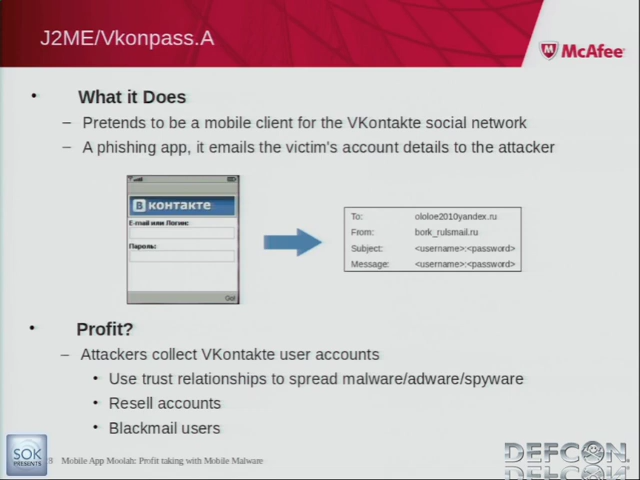 J2ME/Vkonpass.A
McAfee
• What it Does
– Pretends to be a mobile client for the VKontakte social network
– A phishing app, it emails the victim's account details to the attacker
В контакте
E-mail или Логин:
Пароль:
Go!
To: ololoe2010yandex.ru
From: bork_rulsmail.ru
Subject: <username>:<password>
Message: <username>:<password>
• Profit?
– Attackers collect VKontakte user accounts
• Use trust relationships to spread malware/adware/spyware
• Resell accounts
• Blackmail users
SOK
PRESENTS
8 Mobile App Moolah: Profit taking with Mobile Malware
DEFCON